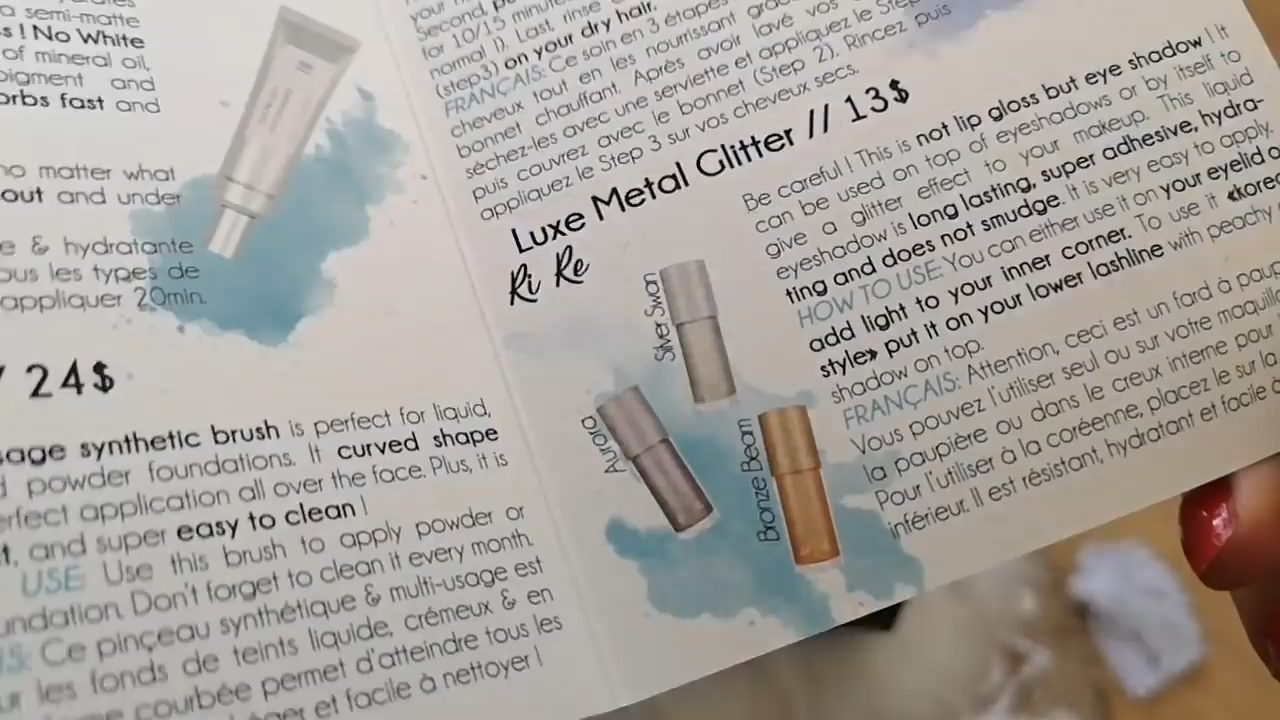 a semi-matte
s ! No White
of mineral oil,
pigment and
orbs fast and
no matter what
out and under
e & hydratante
ous les types de
appliquer 20min.
24$
sage synthetic brush is perfect for liquid,
powder foundations. It curved shape
erfect application all over the face. Plus, it is
t, and super easy to clean !
USE: Use this brush to apply powder or
undation. Don't forget to clean it every month.
IS: Ce pinçeau synthétique & multi-usage est
ur les fonds de teints liquide, crémeux & en
courbée permet d'atteindre tous les
et facile à nettoyer !
your
Second,
for 10/15 minutes
normal !). Last, rinse
(step3) on your dry hair.
FRANÇAIS: Ce soin en 3 étapes
cheveux tout en les nourrissant
bonnet chauffant. Après avoir lavé vos
séchez-les avec une serviette et appliquez le Step
puis couvrez avec le bonnet (Step 2). Rincez puis
appliquez le Step 3 sur vos cheveux secs.
Luxe Metal Glitter // 13$
Ri Re
Silver Swan
Aurora
Bronze Beam
Be careful ! This is not lip gloss but eye shadow ! It
can be used on top of eyeshadows or by itself to
give a glitter effect to your makeup. This liquid
eyeshadow is long lasting, super adhesive, hydra-
ting and does not smudge. It is very easy to apply.
HOW TO USE: You can either use it on your eyelid o
add light to your inner corner. To use it «korea
style» put it on your lower lashline with peachy
shadow on top.
FRANÇAIS: Attention, ceci est un fard à paup
Vous pouvez l'utiliser seul ou sur votre maquilla
la paupière ou dans le creux interne pour
Pour l'utiliser à la coréenne, placez le sur la
inférieur. Il est résistant, hydratant et facile à